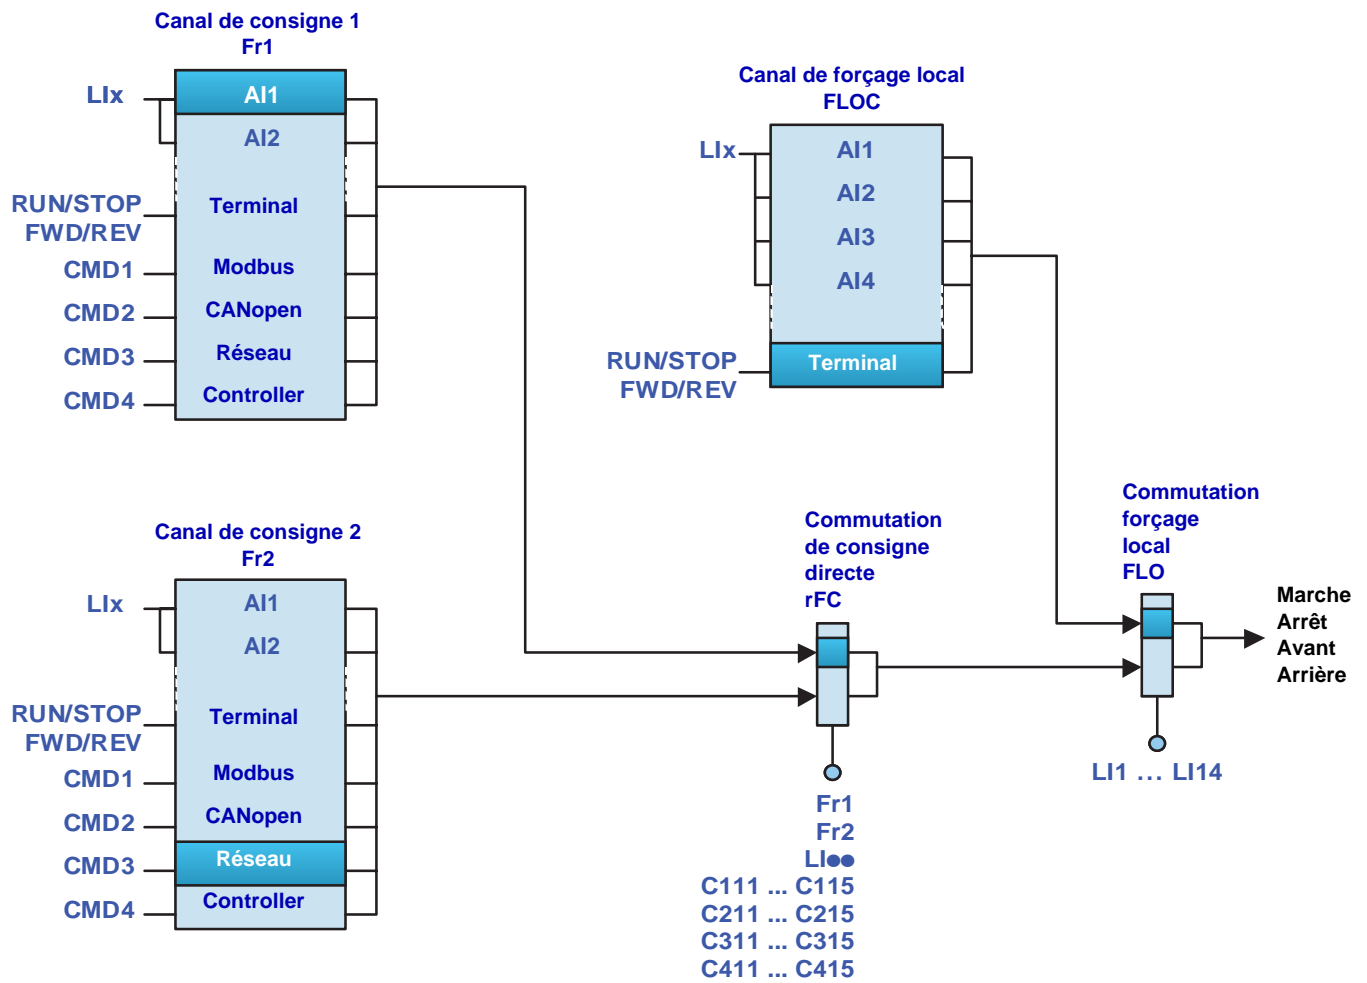 Canal de consigne 1
Fr1
LIx
AI1
AI2
RUN/STOP
FWD/REV
Terminal
CMD1
Modbus
CMD2
CANopen
CMD3
Réseau
CMD4
Controller
Canal de forçage local
FLOC
LIx
AI1
AI2
AI3
AI4
RUN/STOP
FWD/REV
Terminal
Canal de consigne 2
Fr2
LIx
AI1
AI2
RUN/STOP
FWD/REV
Terminal
CMD1
Modbus
CMD2
CANopen
CMD3
Réseau
CMD4
Controller
Commutation
de consigne
directe
rFC
Fr1
Fr2
LI●●
C111 ... C115
C211 ... C215
C311 ... C315
C411 ... C415
Commutation
forçage
local
FLO
LI1 ... LI14
Marche
Arrêt
Avant
Arrière